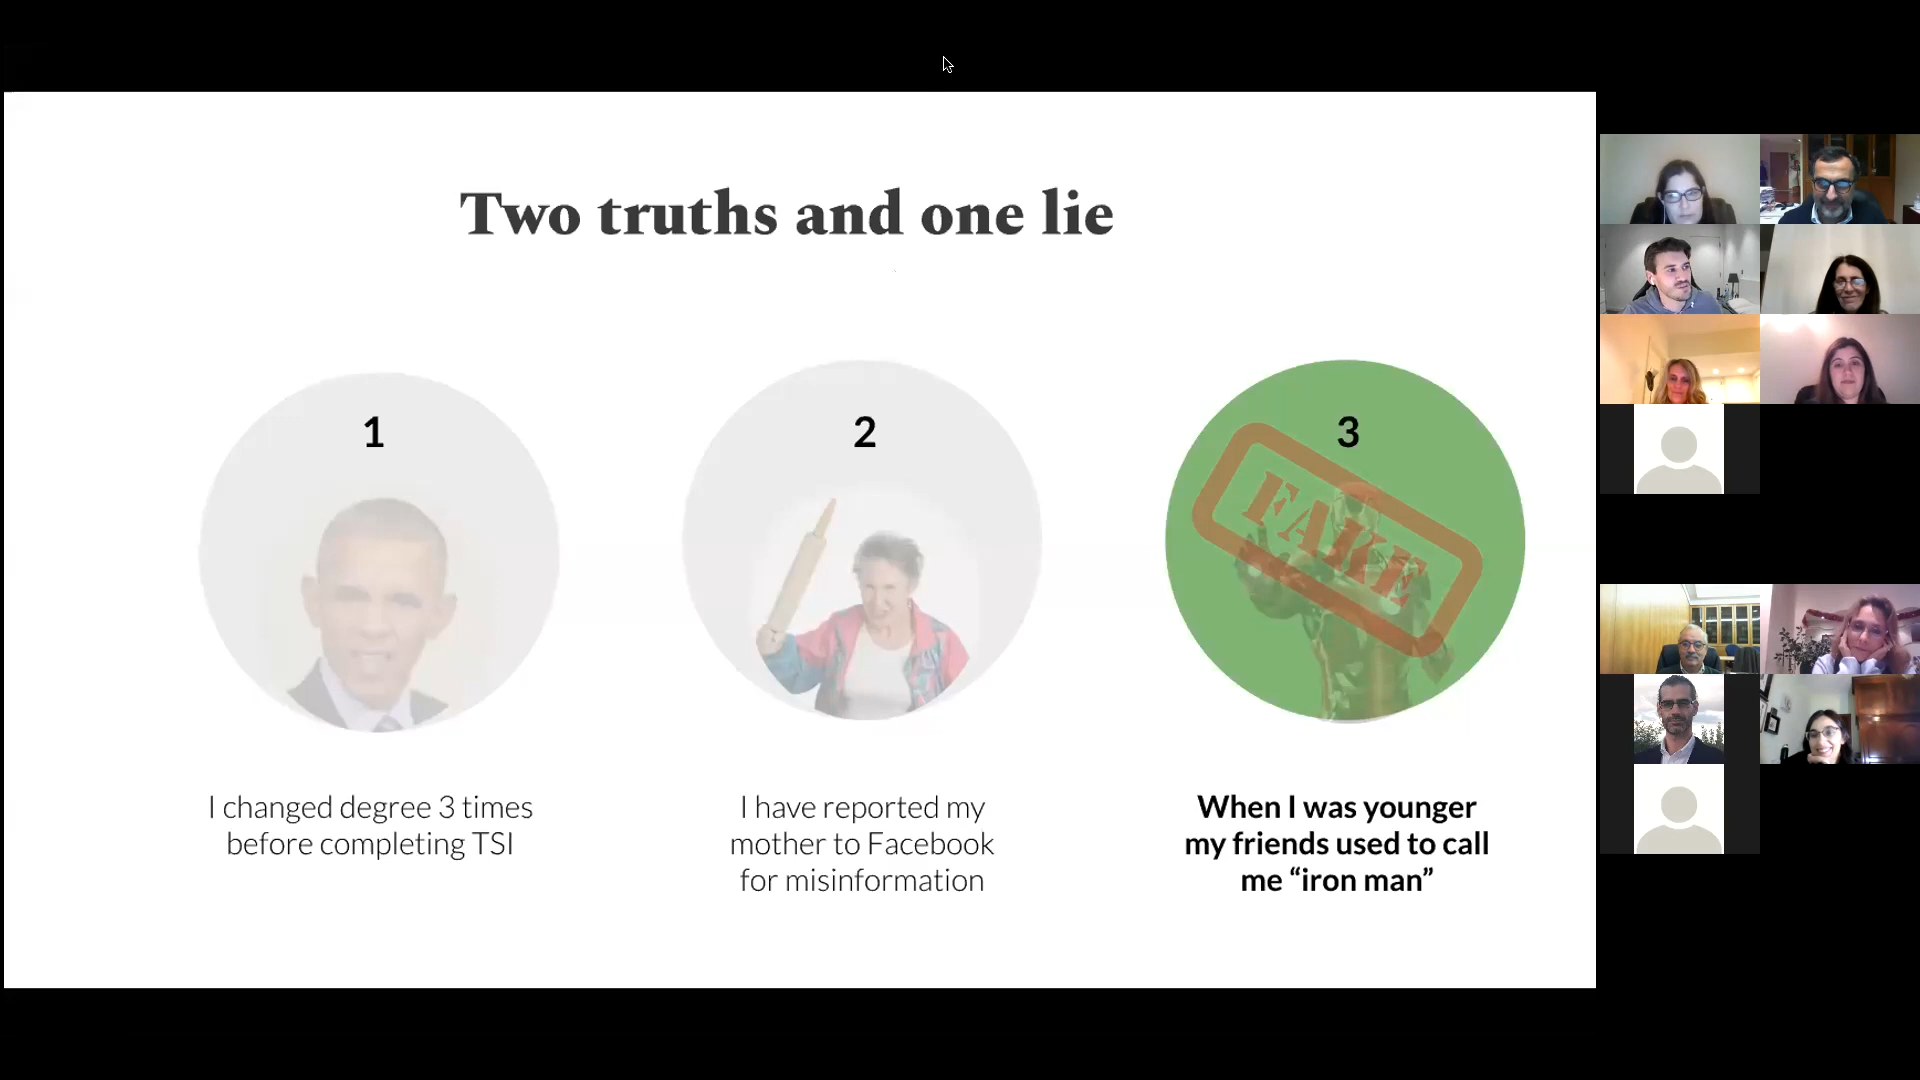 Two truths and one lie
1
I changed degree 3 times
before completing TSI
2
I have reported my
mother to Facebook
for misinformation
3
FAKE
When I was younger
my friends used to call
me “iron man”